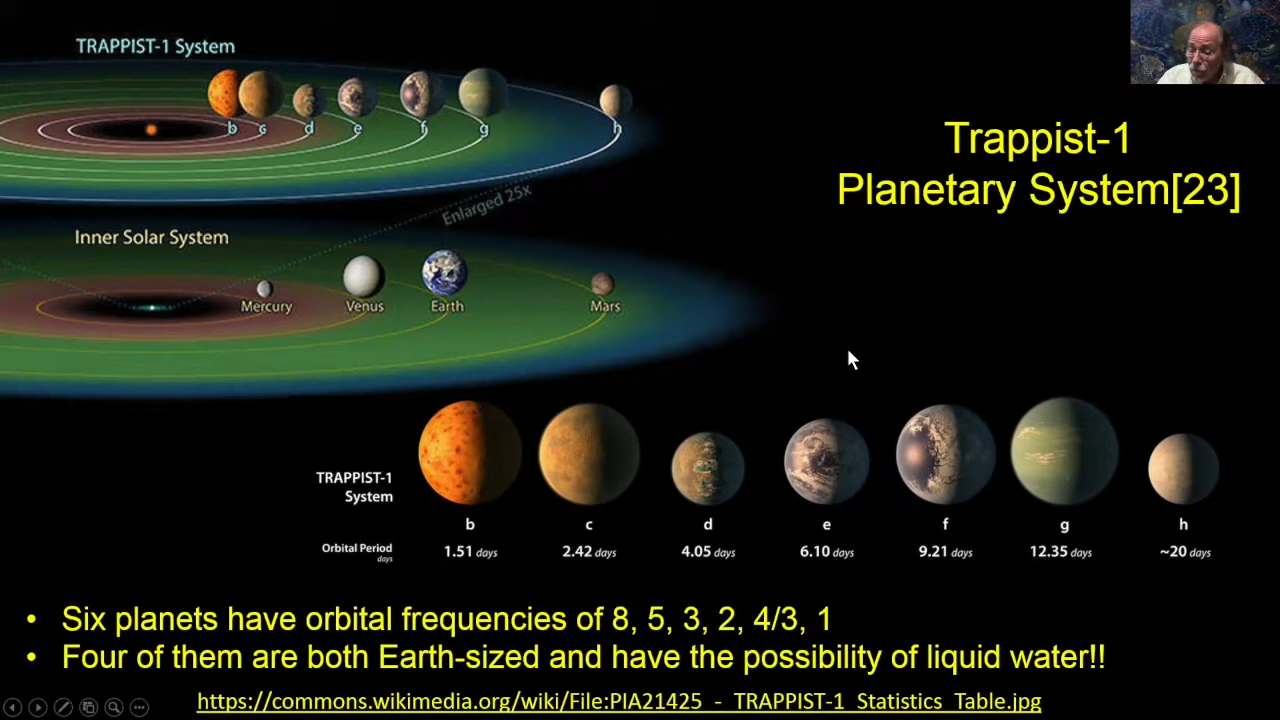 TRAPPIST-1 System
b c d e f g h
Enlarged 25x
Inner Solar System
Mercury Venus Earth Mars
Trappist-1
Planetary System[23]
TRAPPIST-1
System
b c d e f g h
Orbital Period
days
1.51 days 2.42 days 4.05 days 6.10 days 9.21 days 12.35 days ~20 days
• Six planets have orbital frequencies of 8, 5, 3, 2, 4/3, 1
• Four of them are both Earth-sized and have the possibility of liquid water!!
https://commons.wikimedia.org/wiki/File:PIA21425_-_TRAPPIST-1_Statistics_Table.jpg